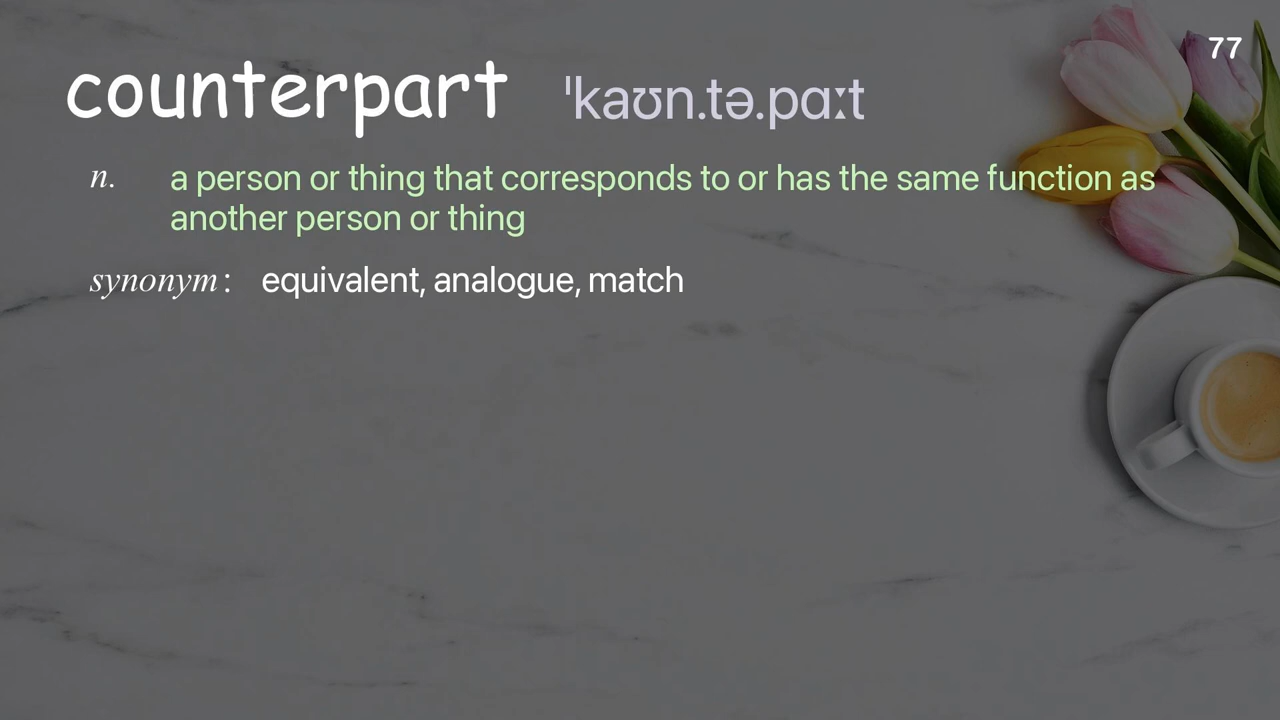 77
counterpart ˈkaʊn.tə.pɑːt
n. a person or thing that corresponds to or has the same function as
another person or thing
synonym: equivalent, analogue, match